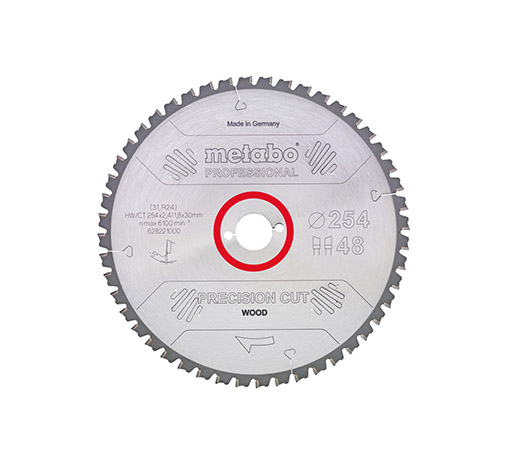 Made in Germany
metabo®
PROFESSIONAL
(31, R24)
HW/CT 254x2,4/1,8x30mm
n max 6100 min⁻¹
628221000
Ø 254
48
PRECISION CUT
WOOD